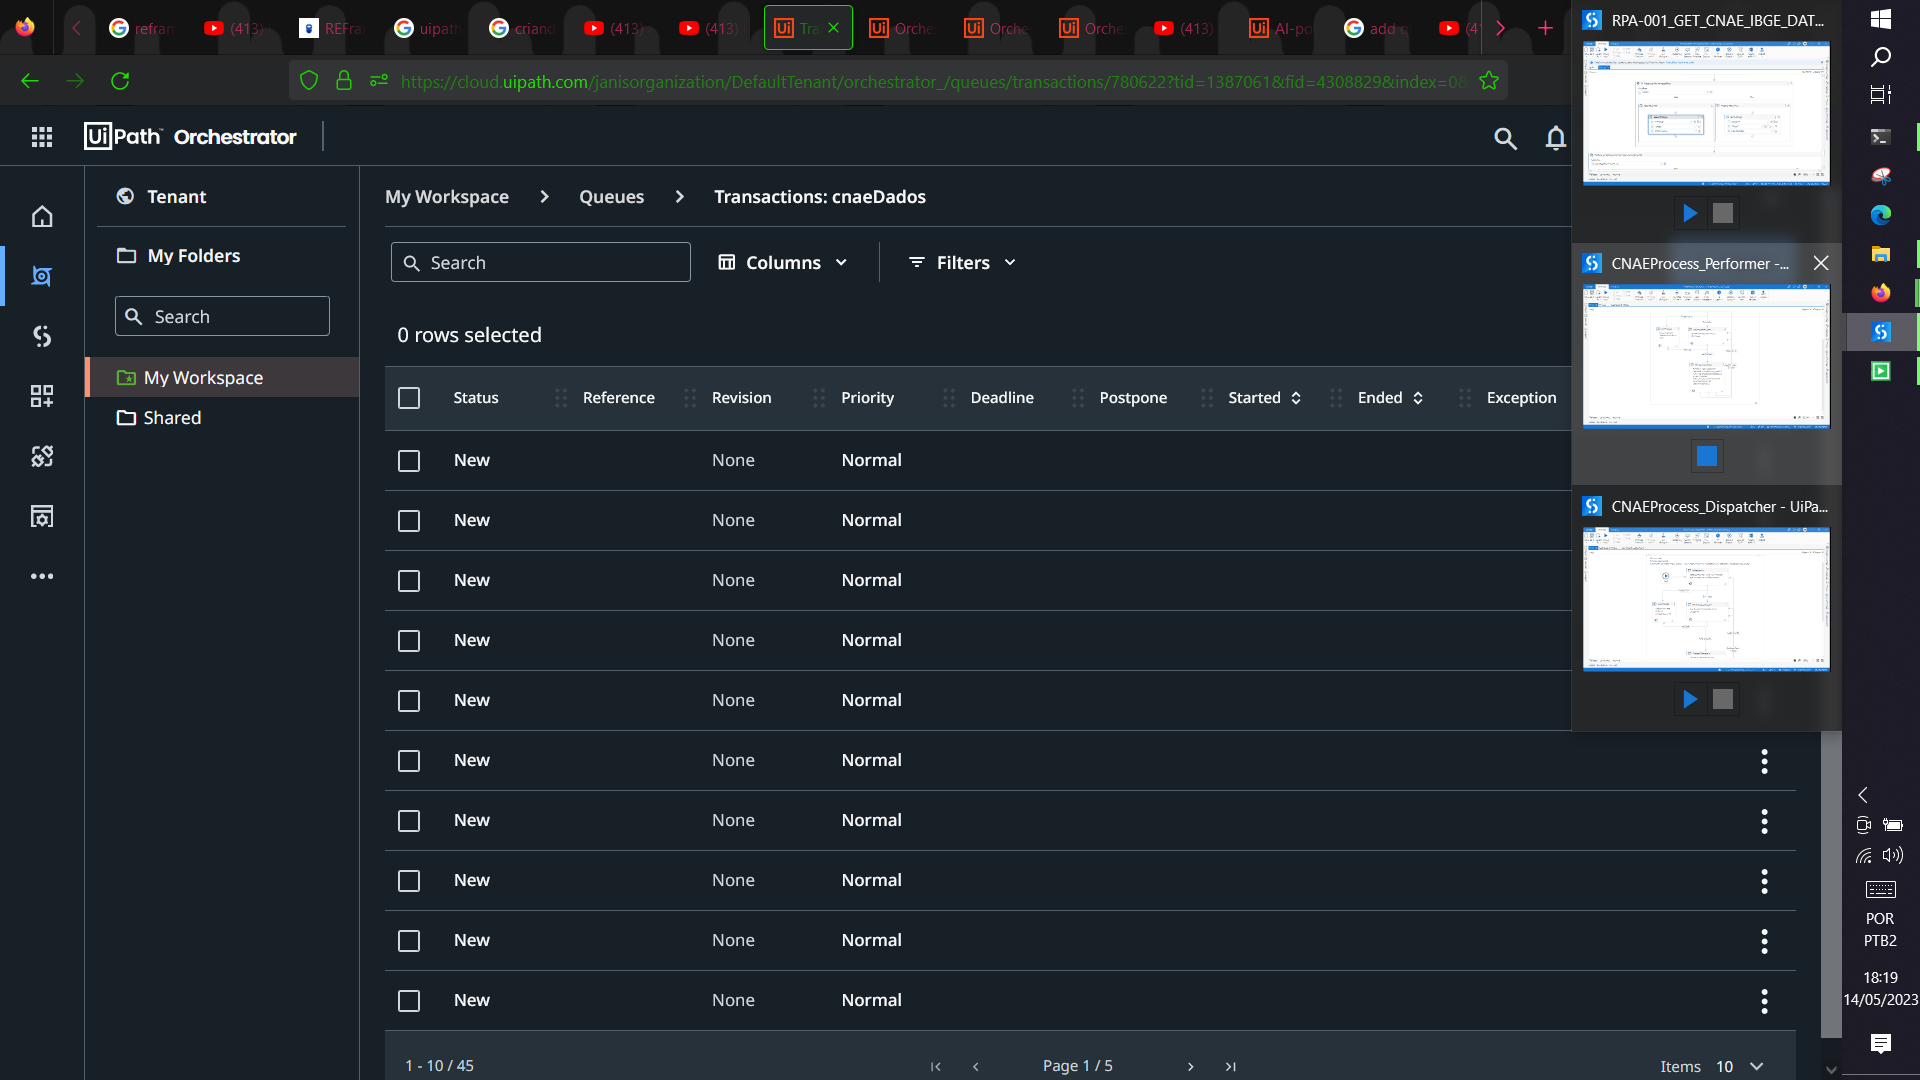 refran
(413)
REFra
uipath
criand
(413)
(413)
Tra
Orche
Orche
Orche
(413)
AI-po
add q
(41
https://cloud.uipath.com/janisorganization/DefaultTenant/orchestrator_/queues/transactions/780622?tid=1387061&fid=4308829&index=0&
UiPath™ Orchestrator
Tenant
My Folders
Search
My Workspace
Shared
My Workspace > Queues > Transactions: cnaeDados
Search
Columns
Filters
0 rows selected
Status Reference Revision Priority Deadline Postpone Started Ended Exception
New None Normal
New None Normal
New None Normal
New None Normal
New None Normal
New None Normal
New None Normal
New None Normal
New None Normal
New None Normal
1 - 10 / 45
Page 1 / 5
Items 10
RPA-001_GET_CNAE_IBGE_DAT...
CNAEProcess_Performer -...
CNAEProcess_Dispatcher - UiPa...
POR
PTB2
18:19
14/05/2023